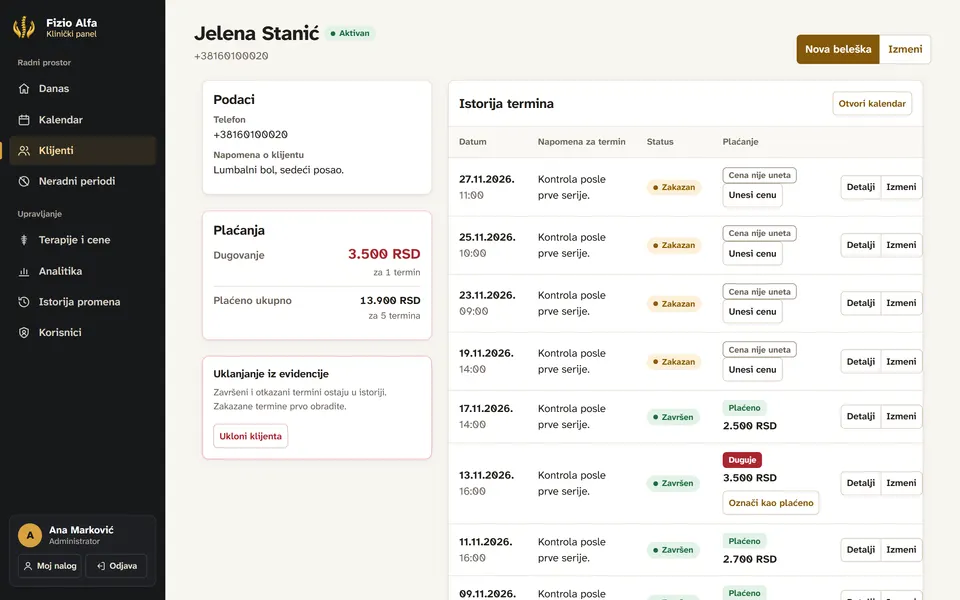 Fizio Alfa
Klinički panel
Radni prostor
Danas
Kalendar
Klijenti
Neradni periodi
Upravljanje
Terapije i cene
Analitika
Istorija promena
Korisnici
A
Ana Marković
Administrator
Moj nalog
Odjava
Jelena Stanić
Aktivan
+38160100020
Nova beleška
Izmeni
Podaci
Telefon
+38160100020
Napomena o klijentu
Lumbalni bol, sedeći posao.
Plaćanja
Dugovanje
3.500 RSD
za 1 termin
Plaćeno ukupno
13.900 RSD
za 5 termina
Uklanjanje iz evidencije
Završeni i otkazani termini ostaju u istoriji.
Zakazane termine prvo obradite.
Ukloni klijenta
Istorija termina
Otvori kalendar
Datum Napomena za termin Status Plaćanje
27.11.2026.
11:00
Kontrola posle
prve serije.
Zakazan
Cena nije uneta
Unesi cenu
Detalji Izmeni
25.11.2026.
10:00
Kontrola posle
prve serije.
Zakazan
Cena nije uneta
Unesi cenu
Detalji Izmeni
23.11.2026.
09:00
Kontrola posle
prve serije.
Zakazan
Cena nije uneta
Unesi cenu
Detalji Izmeni
19.11.2026.
14:00
Kontrola posle
prve serije.
Zakazan
Cena nije uneta
Unesi cenu
Detalji Izmeni
17.11.2026.
14:00
Kontrola posle
prve serije.
Završen
Plaćeno
2.500 RSD
Detalji Izmeni
13.11.2026.
16:00
Kontrola posle
prve serije.
Završen
Duguje
3.500 RSD
Označi kao plaćeno
Detalji Izmeni
11.11.2026.
16:00
Kontrola posle
prve serije.
Završen
Plaćeno
2.700 RSD
Detalji Izmeni
09.11.2026.
Kontrola posle
Plaćeno